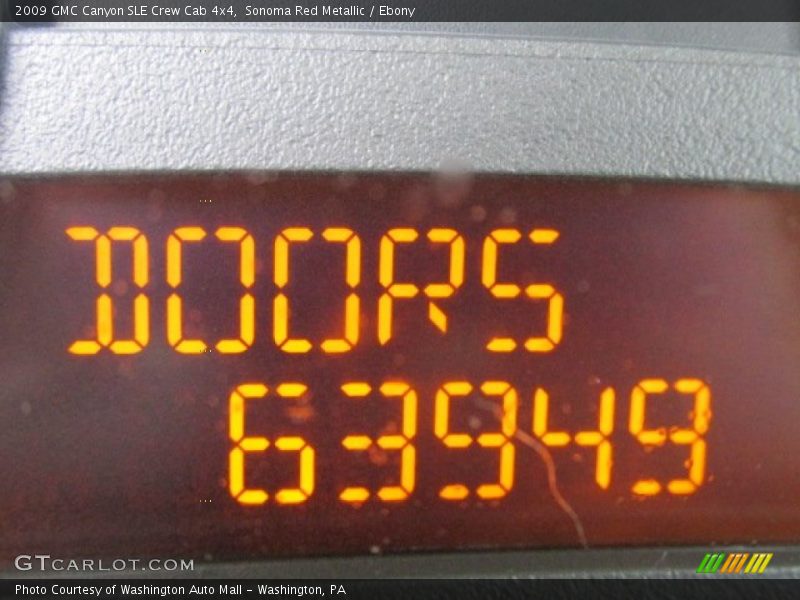 2009 GMC Canyon SLE Crew Cab 4x4,  Sonoma Red Metallic / Ebony
DOORS
63949
GTCARLOT.COM
Photo Courtesy of Washington Auto Mall - Washington, PA